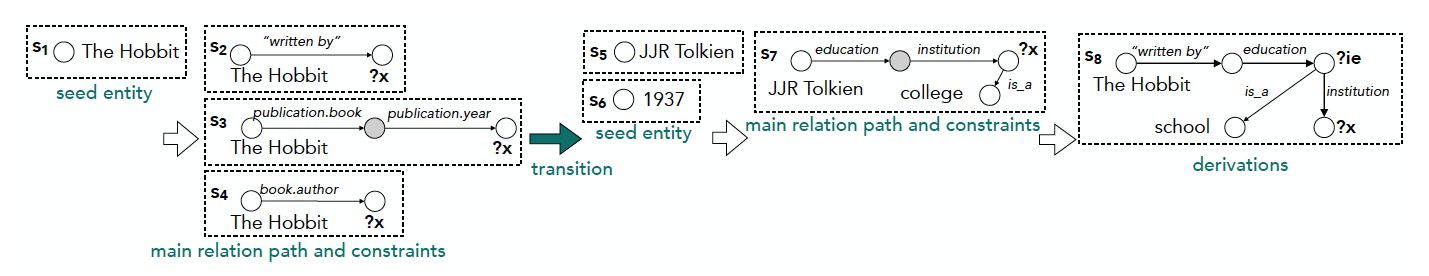 S1 The Hobbit
seed entity
S2 "written by"
The Hobbit ?x
S3 publication.book publication.year
The Hobbit ?x
S4 book.author
The Hobbit ?x
main relation path and constraints
transition
S5 JJR Tolkien
S6 1937
seed entity
S7 education institution ?x
is_a
JJR Tolkien college
main relation path and constraints
S8 "written by" education ?ie
The Hobbit
is_a institution
school ?x
derivations